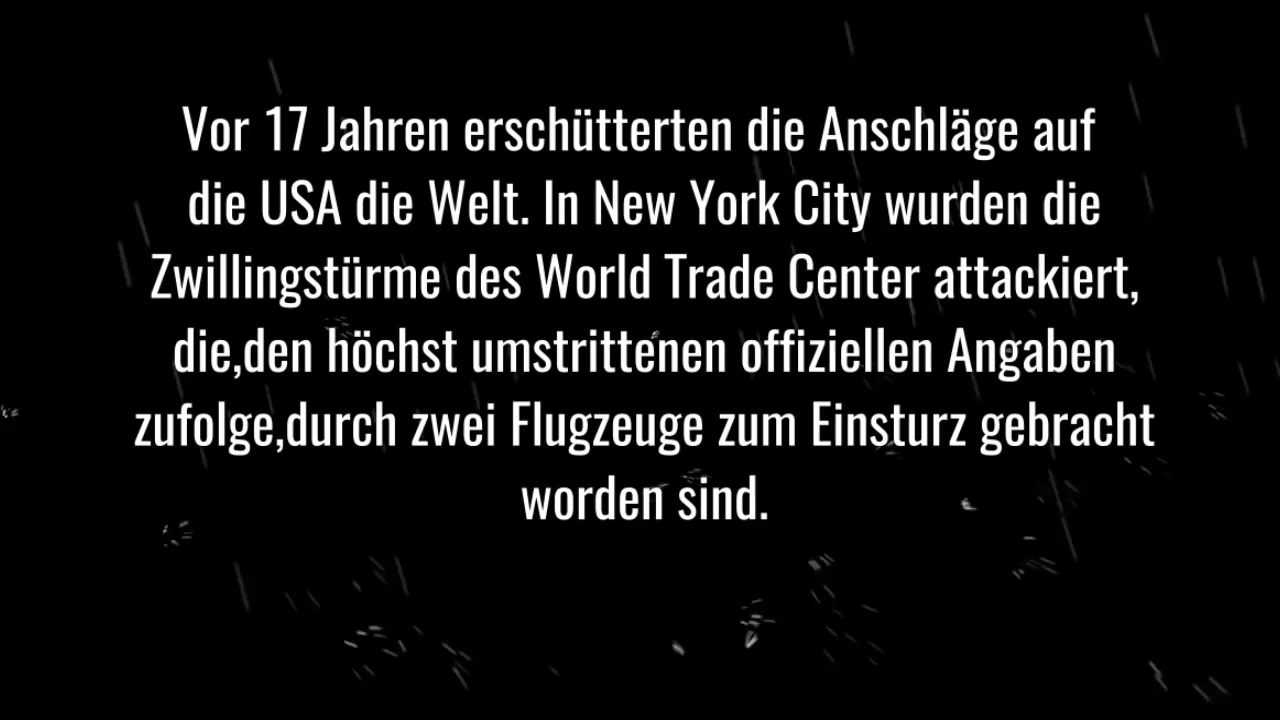 Vor 17 Jahren erschütterten die Anschläge auf
die USA die Welt. In New York City wurden die
Zwillingstürme des World Trade Center attackiert,
die,den höchst umstrittenen offiziellen Angaben
zufolge,durch zwei Flugzeuge zum Einsturz gebracht
worden sind.